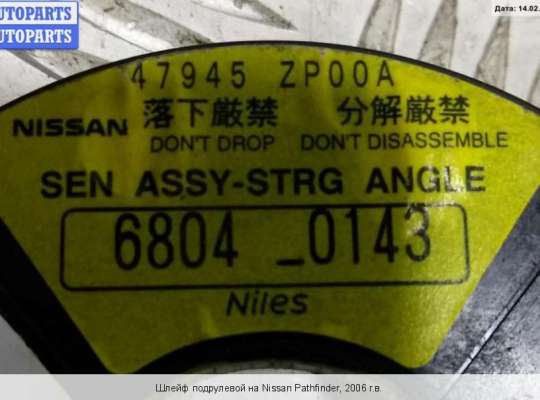 AUTOPARTS
AUTOPARTS
Дата: 14.02.
47945 ZP00A
NISSAN 落下厳禁 分解厳禁
DON'T DROP DON'T DISASSEMBLE
SEN ASSY-STRG ANGLE
6804 _0143
Niles
Шлейф подрулевой на Nissan Pathfinder, 2006 г.в.